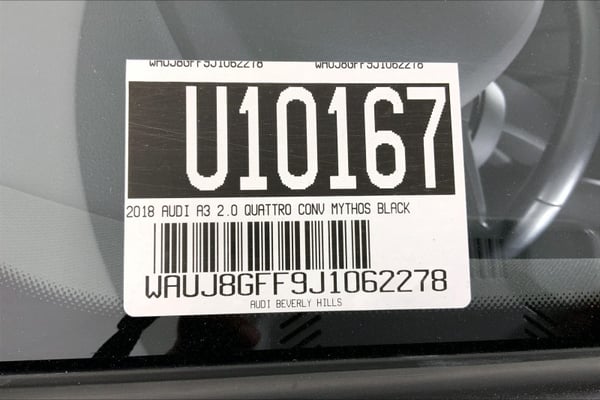 WAUJ8GFF9J1062278 WAUJ8GFF9J1062278
U10167
2018 AUDI A3 2.0 QUATTRO CONV MYTHOS BLACK
WAUJ8GFF9J1062278
AUDI BEVERLY HILLS